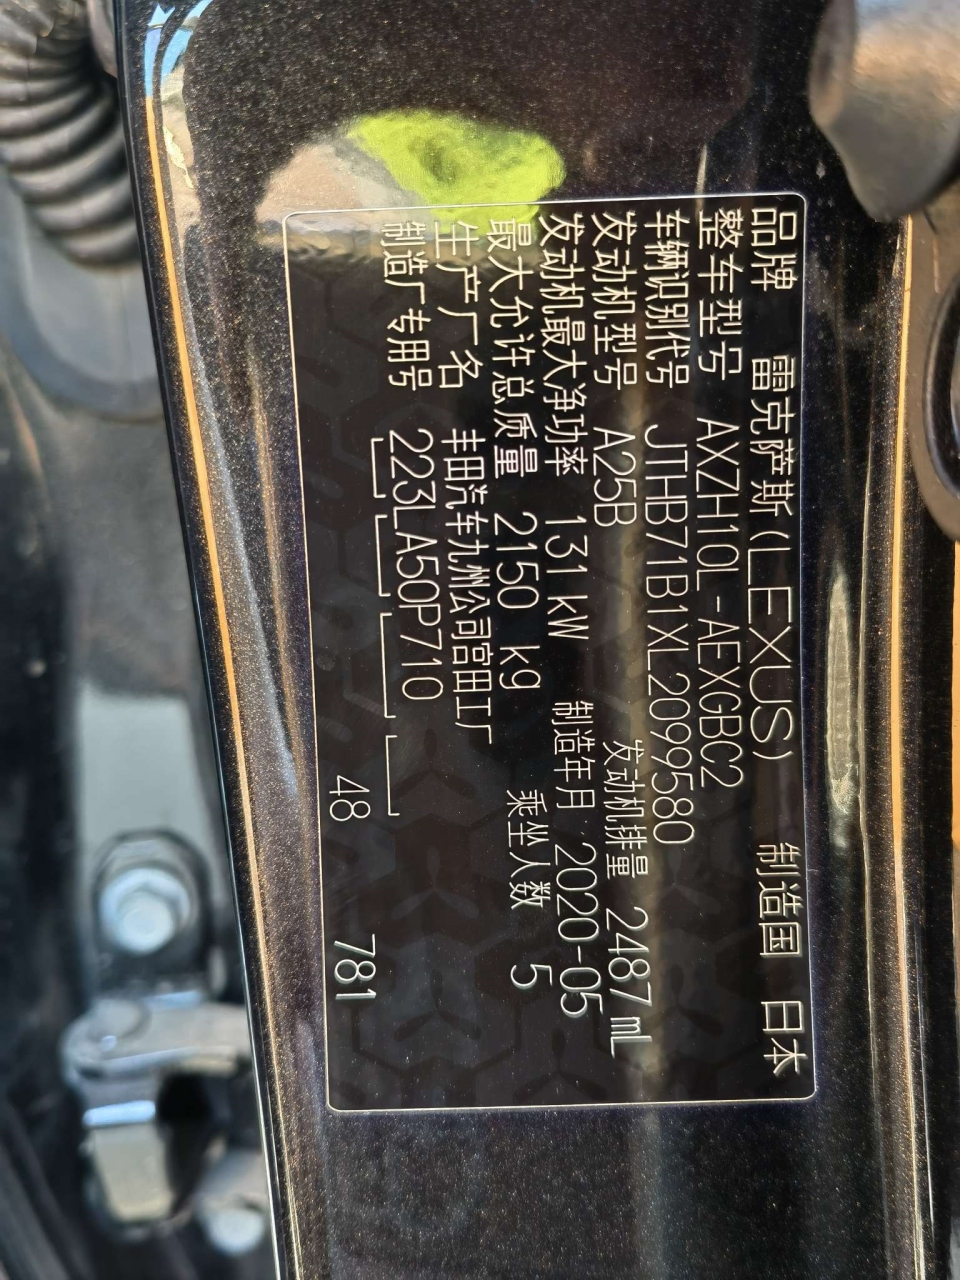 品牌 雷克萨斯(LEXUS) 制造国 日本
整车型号 AXZH10L-AEXGBC2
车辆识别代号 JTHB71B1XL2099580
发动机型号 A25B 发动机排量 2487 mL
发动机最大净功率 131 kW 制造年月 2020-05
最大允许总质量 2150 kg 乘坐人数 5
生产厂名 丰田汽车九州公司宫田工厂
制造厂专用号 223LA50P710
48 781